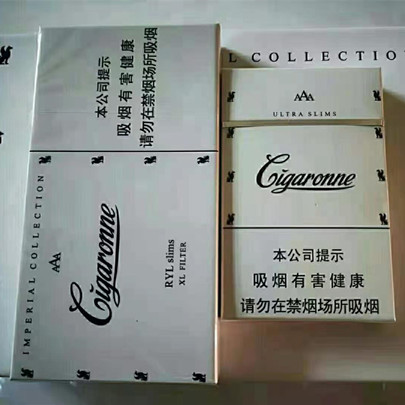 IMPERIAL COLLECTION
AAA
Cigaronne
RYL slims
XL FILTER
本公司提示
吸烟有害健康
请勿在禁烟场所吸烟
L COLLECTIO
AAA
ULTRA SLIMS
Cigaronne
本公司提示
吸烟有害健康
请勿在禁烟场所吸烟